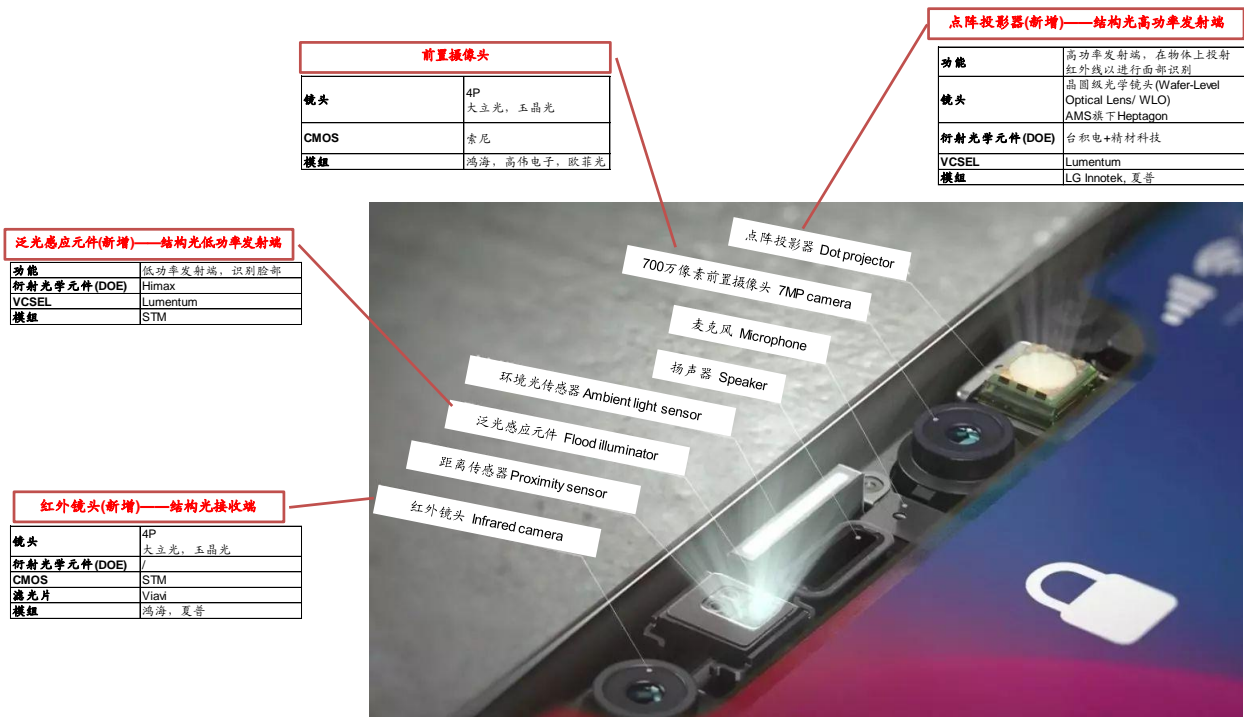 点阵投影器(新增)——结构光高功率发射端
功能 高功率发射端，在物体上投射
红外线以进行面部识别
镜头 晶圆级光学镜头(Wafer-Level
Optical Lens/ WLO)
AMS旗下Heptagon
衍射光学元件(DOE) 台积电+精材科技
VCSEL Lumentum
模组 LG Innotek, 夏普
前置摄像头
镜头 4P
大立光，玉晶光
CMOS 索尼
模组 鸿海，高伟电子，欧菲光
泛光感应元件(新增)——结构光低功率发射端
功能 低功率发射端，识别脸部
衍射光学元件(DOE) Himax
VCSEL Lumentum
模组 STM
红外镜头(新增)——结构光接收端
镜头 4P
大立光，玉晶光
衍射光学元件(DOE) /
CMOS STM
滤光片 Viavi
模组 鸿海，夏普
点阵投影器 Dot projector
700万像素前置摄像头 7MP camera
麦克风 Microphone
扬声器 Speaker
环境光传感器 Ambient light sensor
泛光感应元件 Flood illuminator
距离传感器 Proximity sensor
红外镜头 Infrared camera